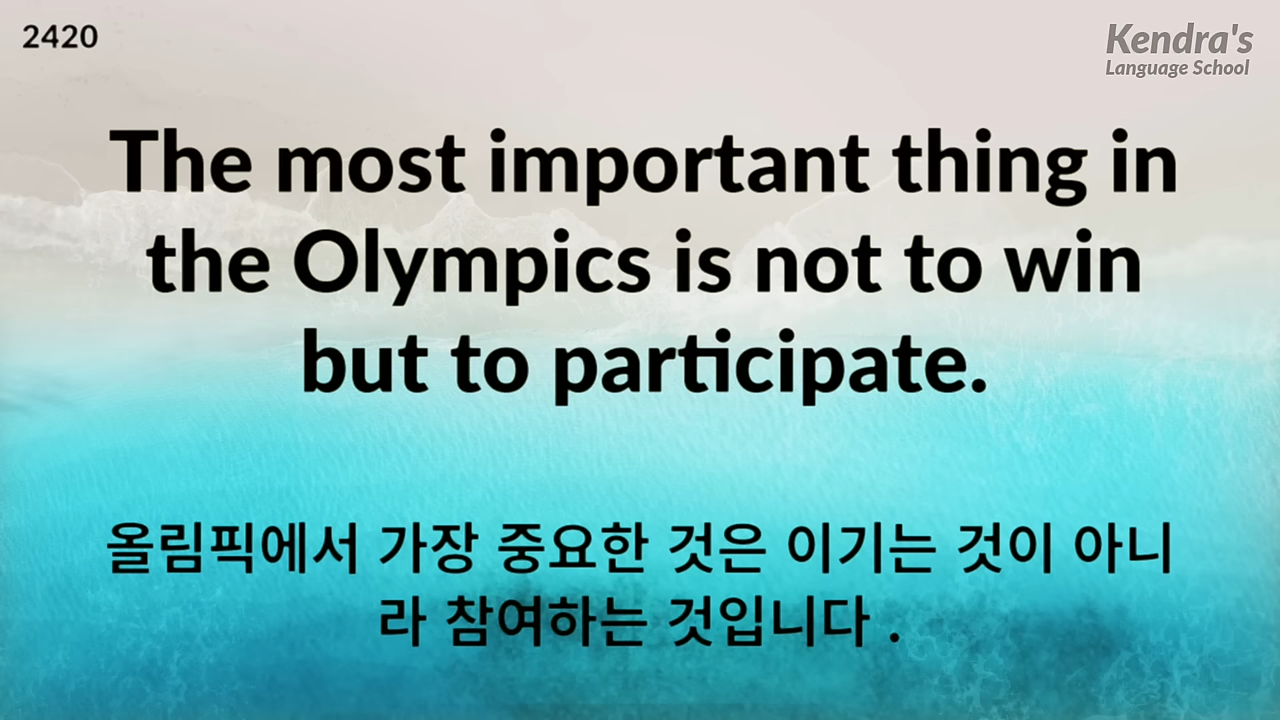 2420
Kendra's
Language School
The most important thing in
the Olympics is not to win
but to participate.
올림픽에서 가장 중요한 것은 이기는 것이 아니
라 참여하는 것입니다 .